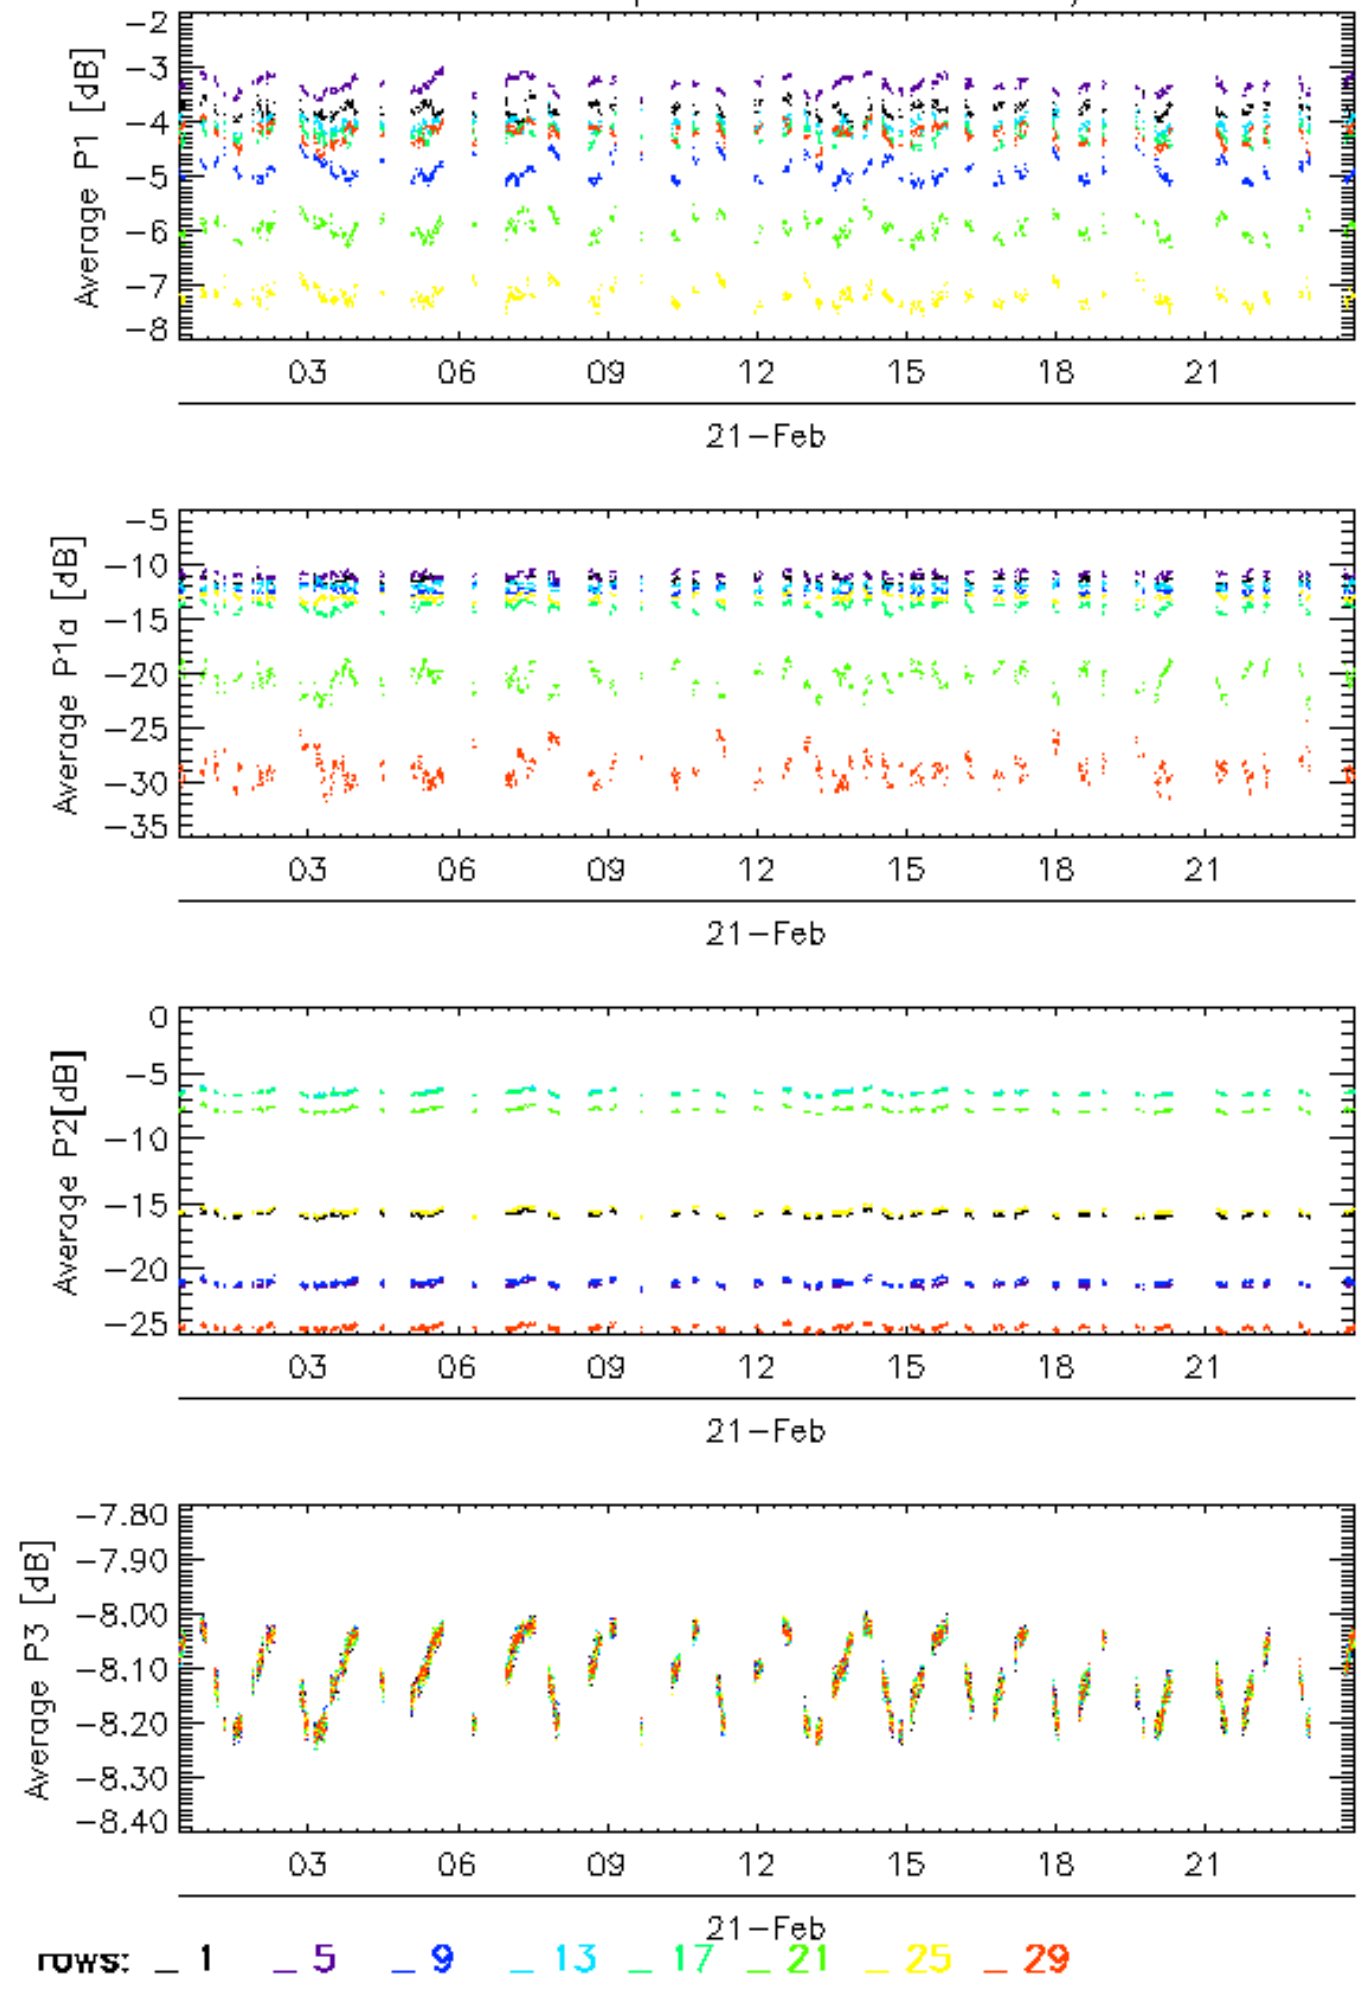 -2
-3
-4
-5
-6
-7
-8
Average P1 [dB]
03 06 09 12 15 18 21
21-Feb
-5
-10
-15
-20
-25
-30
-35
Average P1a [dB]
03 06 09 12 15 18 21
21-Feb
0
-5
-10
-15
-20
-25
Average P2[dB]
03 06 09 12 15 18 21
21-Feb
-7.80
-7.90
-8.00
-8.10
-8.20
-8.30
-8.40
Average P3 [dB]
03 06 09 12 15 18 21
21-Feb
rows: _ 1 _ 5 _ 9 _ 13 _ 17 _ 21 _ 25 _ 29